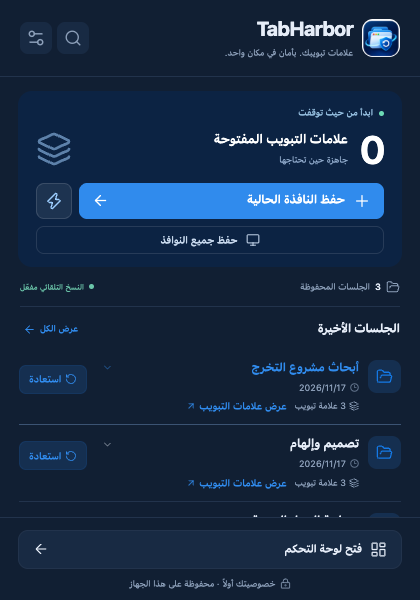 TabHarbor
علامات تبويبك. بأمان في مكان واحد.
ابدأ من حيث توقفت
0
علامات التبويب المفتوحة
جاهزة حين تحتاجها
حفظ النافذة الحالية
حفظ جميع النوافذ
3 الجلسات المحفوظة
النسخ التلقائي مفعّل
الجلسات الأخيرة
عرض الكل
أبحاث مشروع التخرج
2026/11/17
3 علامة تبويب عرض علامات التبويب
استعادة
تصميم وإلهام
2026/11/17
3 علامة تبويب عرض علامات التبويب
استعادة
فتح لوحة التحكم
خصوصيتك أولاً · محفوظة على هذا الجهاز